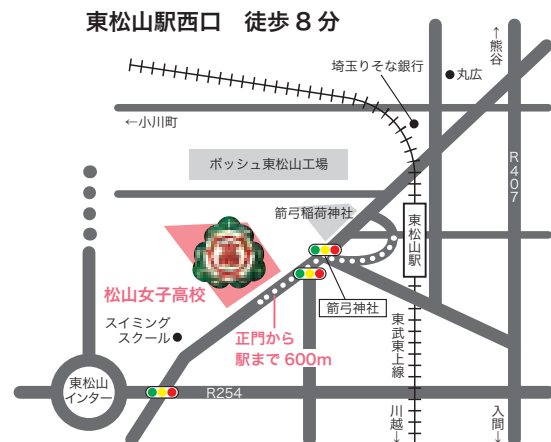 東松山駅西口 徒歩8分
↑熊谷
埼玉りそな銀行
丸広
←小川町
ボッシュ東松山工場
R407
箭弓稲荷神社
東松山駅
松山女子高校
箭弓神社
スイミング
スクール
正門から
駅まで600m
東武東上線
東松山
インター
R254
川越↓
入間↓